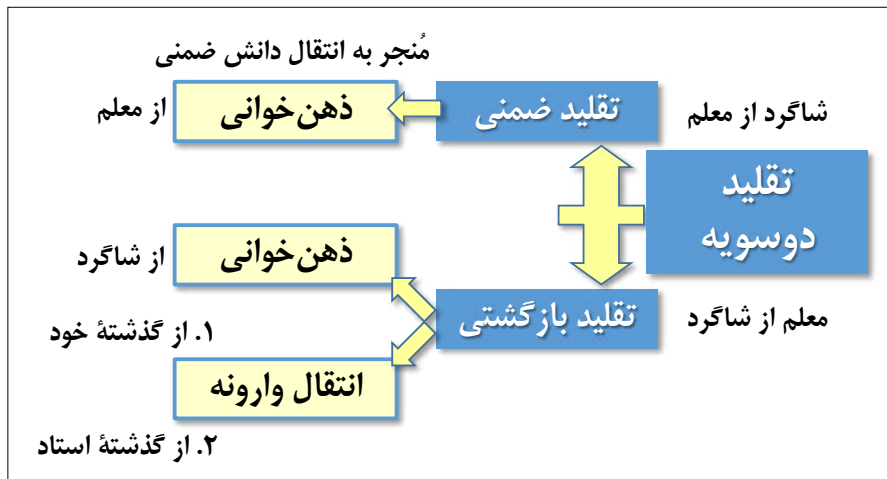 مُنجر به انتقال دانش ضمنی
شاگرد از معلم
تقلید ضمنی
ذهن‌خوانی
از معلم
تقلید
دوسویه
ذهن‌خوانی
از شاگرد
معلم از شاگرد
تقلید بازگشتی
۱. از گذشتهٔ خود
انتقال وارونه
۲. از گذشتهٔ استاد